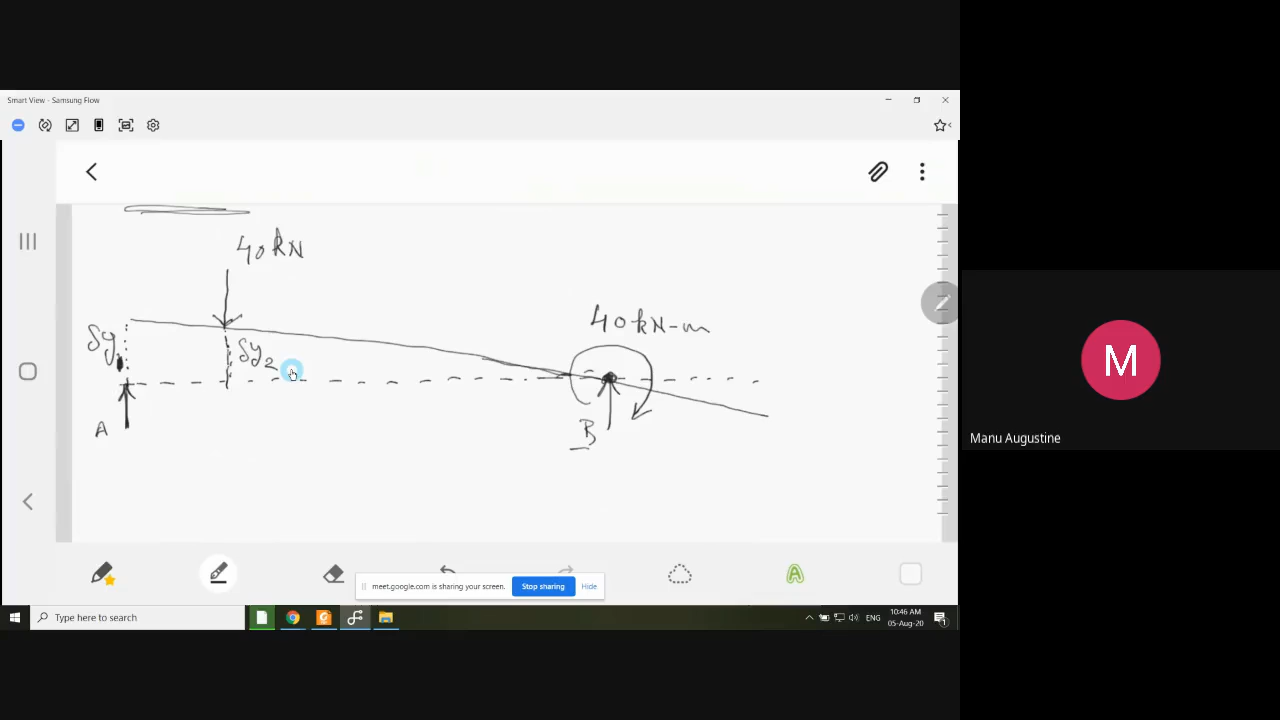 Smart View - Samsung Flow
40kN
40kN-m
δy1
δy2
A
B
M
Manu Augustine
A
meet.google.com is sharing your screen.
Stop sharing
Hide
Type here to search
ENG
10:46 AM
05-Aug-20
1